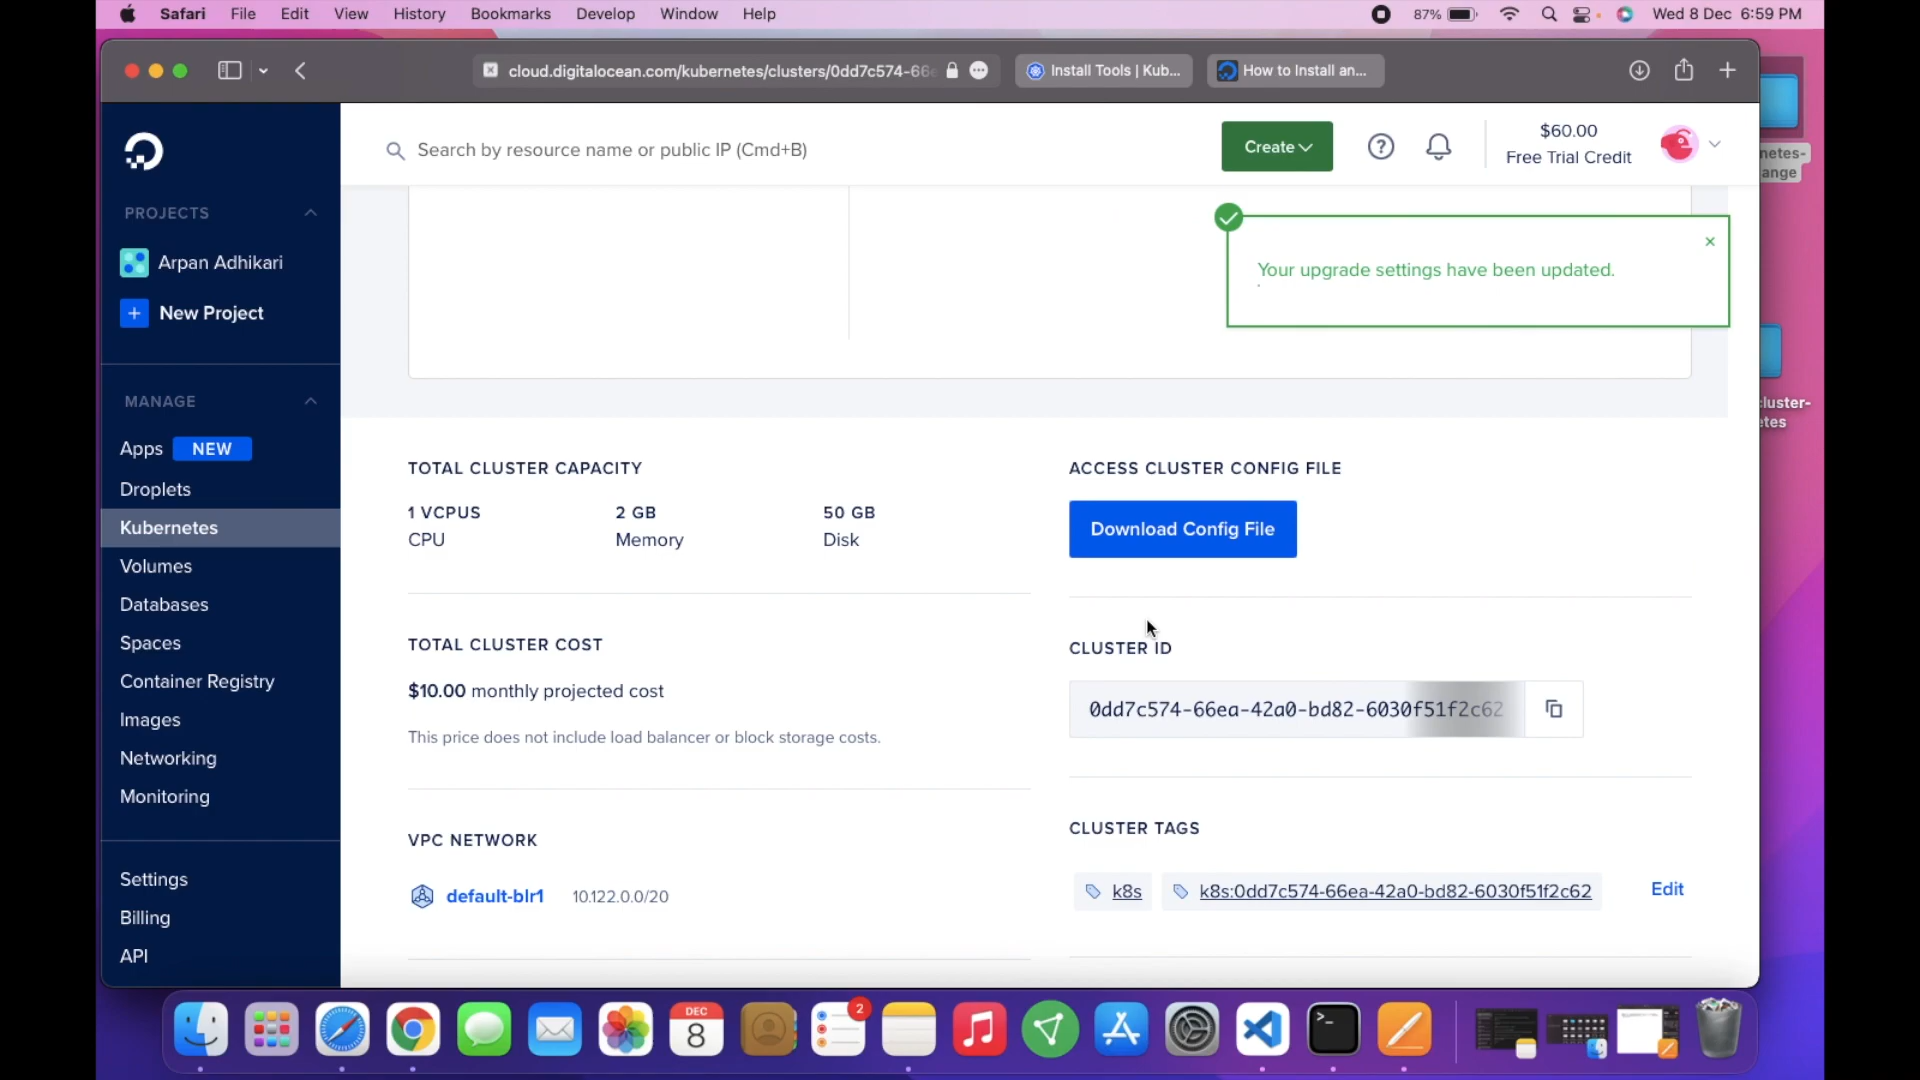 Safari File Edit View History Bookmarks Develop Window Help
87% Wed 8 Dec 6:59 PM
cloud.digitalocean.com/kubernetes/clusters/0dd7c574-66
Install Tools | Kub...
How to Install an...
Search by resource name or public IP (Cmd+B)
Create
$60.00
Free Trial Credit
netes-
ange
PROJECTS
Arpan Adhikari
+ New Project
Your upgrade settings have been updated.
MANAGE
Apps NEW
Droplets
Kubernetes
Volumes
Databases
Spaces
Container Registry
Images
Networking
Monitoring
Settings
Billing
API
TOTAL CLUSTER CAPACITY
1 VCPUS
CPU
2 GB
Memory
50 GB
Disk
TOTAL CLUSTER COST
$10.00 monthly projected cost
This price does not include load balancer or block storage costs.
VPC NETWORK
default-blr1 10.122.0.0/20
ACCESS CLUSTER CONFIG FILE
Download Config File
CLUSTER ID
0dd7c574-66ea-42a0-bd82-6030f51f2c62
CLUSTER TAGS
k8s
k8s:0dd7c574-66ea-42a0-bd82-6030f51f2c62
Edit
cluster-
etes
DEC
8
2